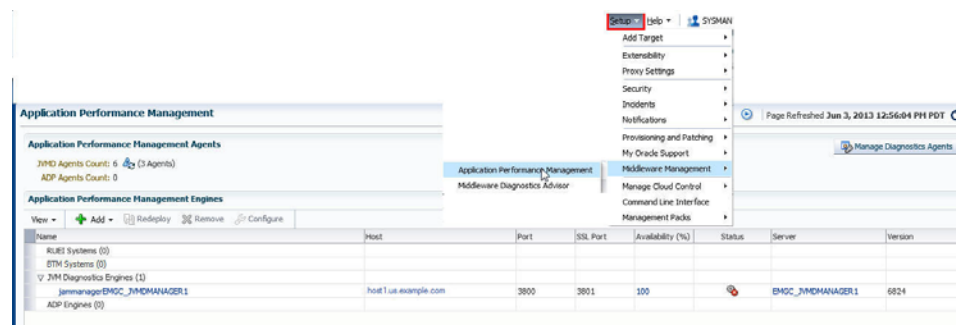 Setup Help SYSMAN
Add Target
Extensibility
Proxy Settings
Security
Incidents
Notifications
Provisioning and Patching
My Oracle Support
Middleware Management
Manage Cloud Control
Command Line Interface
Management Packs
Application Performance Management
Middleware Diagnostics Advisor
Application Performance Management
Page Refreshed Jun 3, 2013 12:56:04 PM PDT
Application Performance Management Agents
Manage Diagnostics Agents
JVMD Agents Count: 6 (3 Agents)
ADP Agents Count: 0
Application Performance Management Engines
View Add Redeploy Remove Configure
Name Host Port SSL Port Availability (%) Status Server Version
RUEI Systems (0)
BTM Systems (0)
JVM Diagnostics Engines (1)
jammanagerEMGC_JVMDMANAGER1 host1.us.example.com 3800 3801 100 EMGC_JVMDMANAGER1 6824
ADP Engines (0)